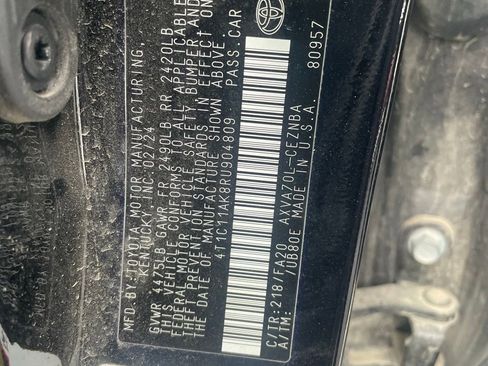 MFD. BY: TOYOTA MOTOR MANUFACTURING,
KENTUCKY, INC. 02/24
GVWR 4475LB GAWR FR 2490LB RR 2420LB
THIS VEHICLE CONFORMS TO ALL APPLICABLE
FEDERAL MOTOR VEHICLE SAFETY, BUMPER AND
THEFT PREVENTION STANDARDS IN EFFECT ON
THE DATE OF MANUFACTURE SHOWN ABOVE.
4T1C11AK8RU904809 PASS.CAR
C/TR:218/FA20 AXVA70L-CEZNBA
A/TM: /UB80E MADE IN U.S.A.
80957